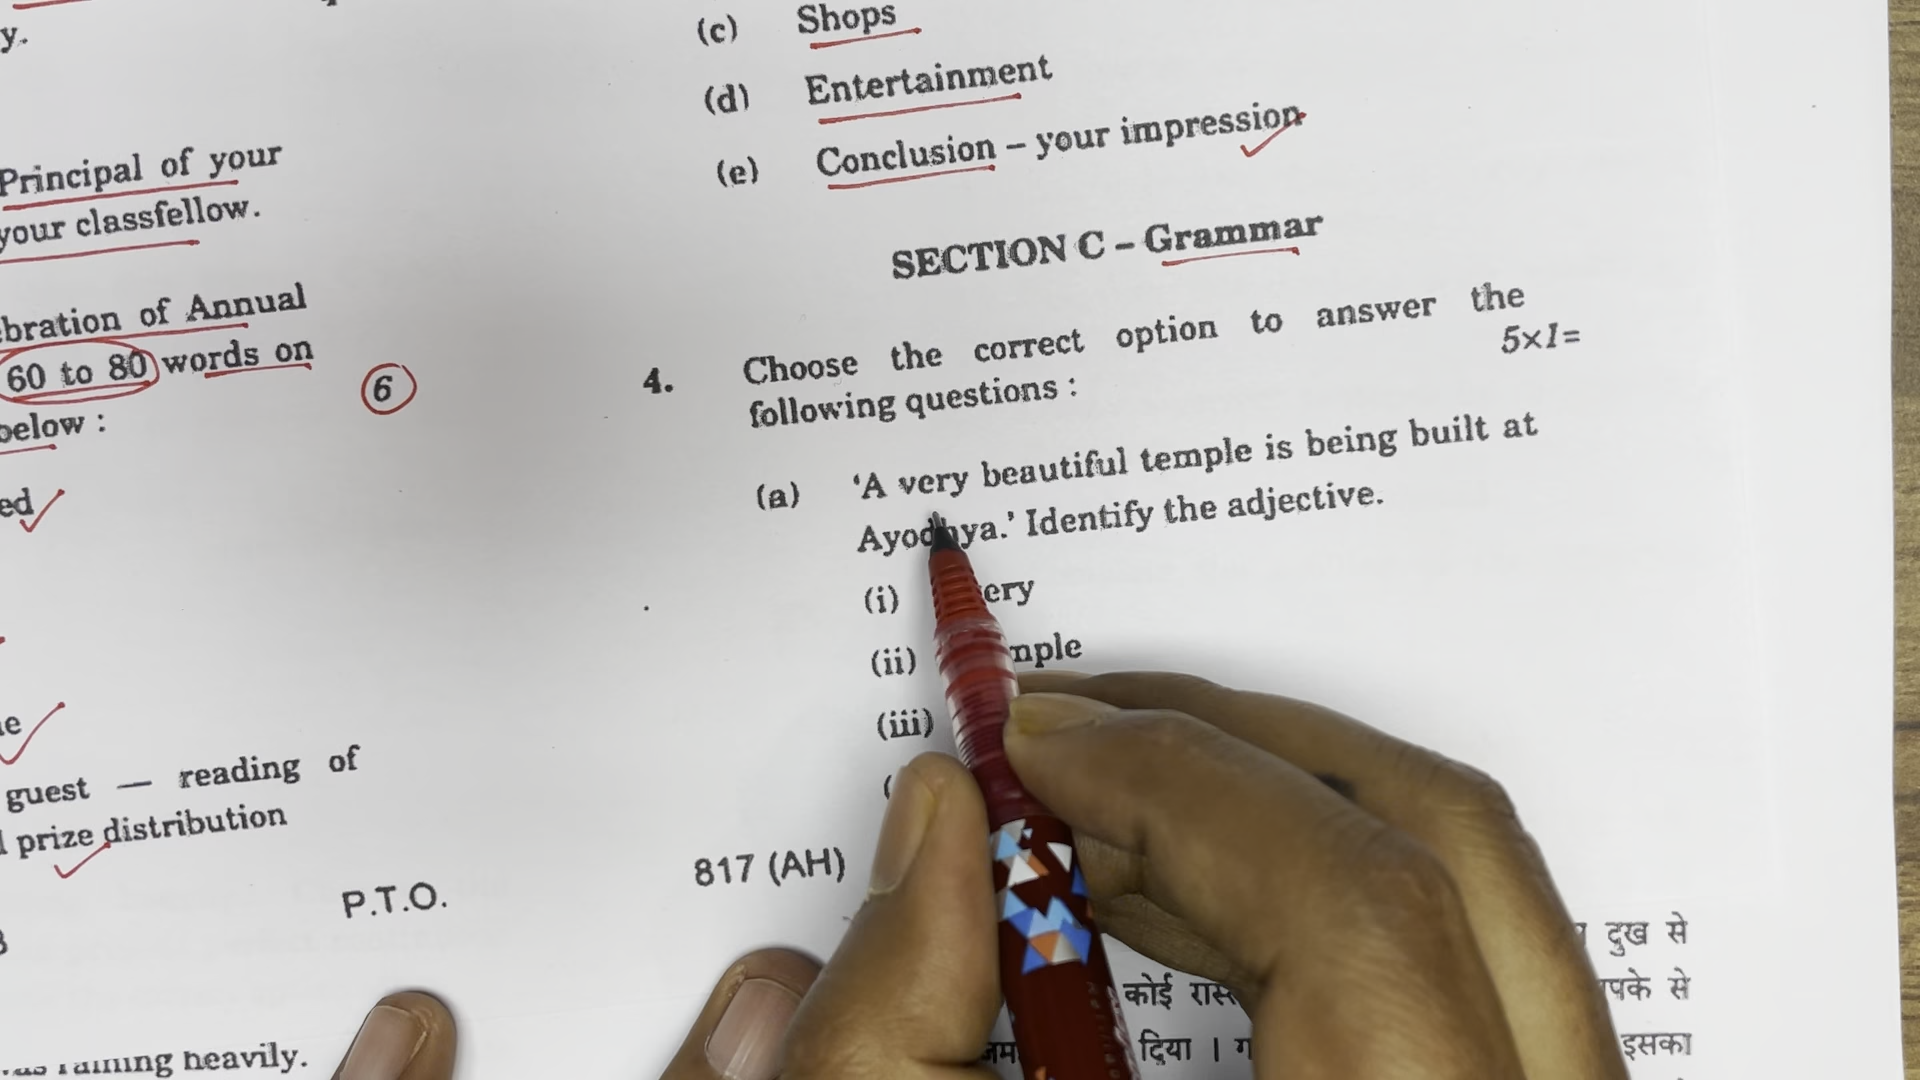 y.
Principal of your
your classfellow.
bration of Annual
60 to 80 words on
6
below :
ed
guest — reading of
prize distribution
P.T.O.
heavily.
(c) Shops
(d) Entertainment
(e) Conclusion – your impression
SECTION C – Grammar
4. Choose the correct option to answer the
following questions : 5×1=
(a) ‘A very beautiful temple is being built at
Ayodhya.’ Identify the adjective.
(i)
(ii)
(iii)
817 (AH)
दुख से
पके से
कोई
दिया । इसका